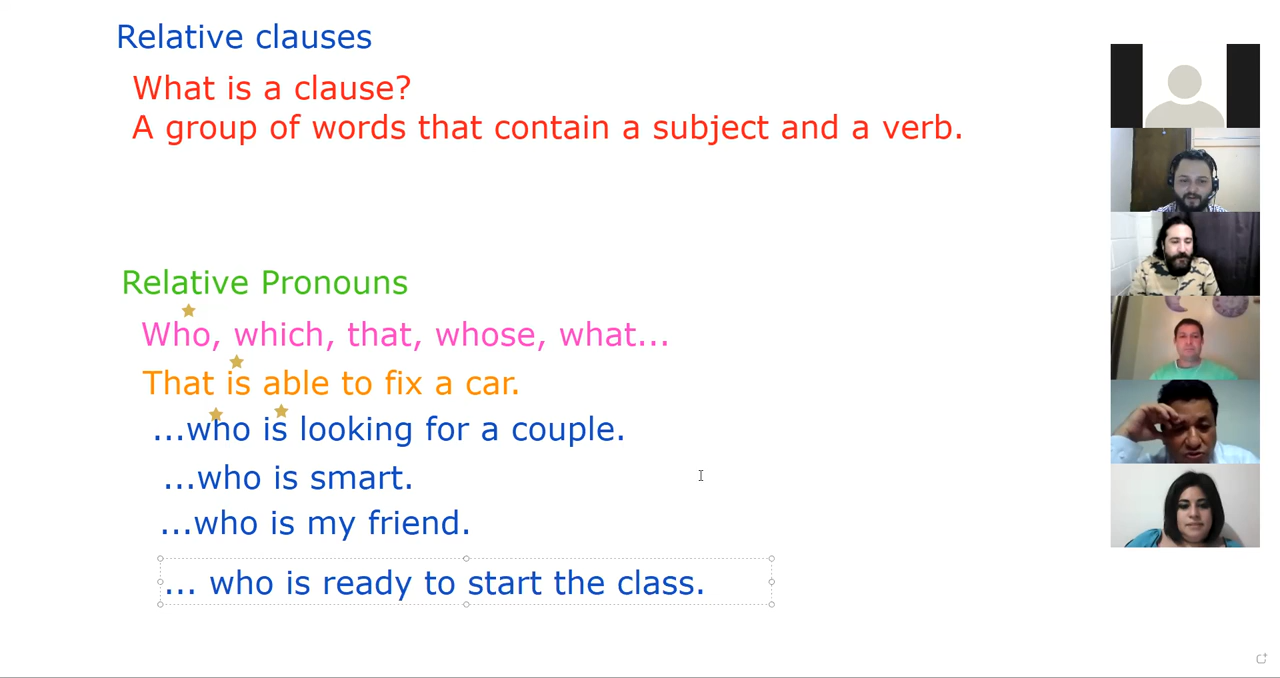 Relative clauses
What is a clause?
A group of words that contain a subject and a verb.
Relative Pronouns
Who, which, that, whose, what...
That is able to fix a car.
...who is looking for a couple.
...who is smart.
...who is my friend.
... who is ready to start the class.